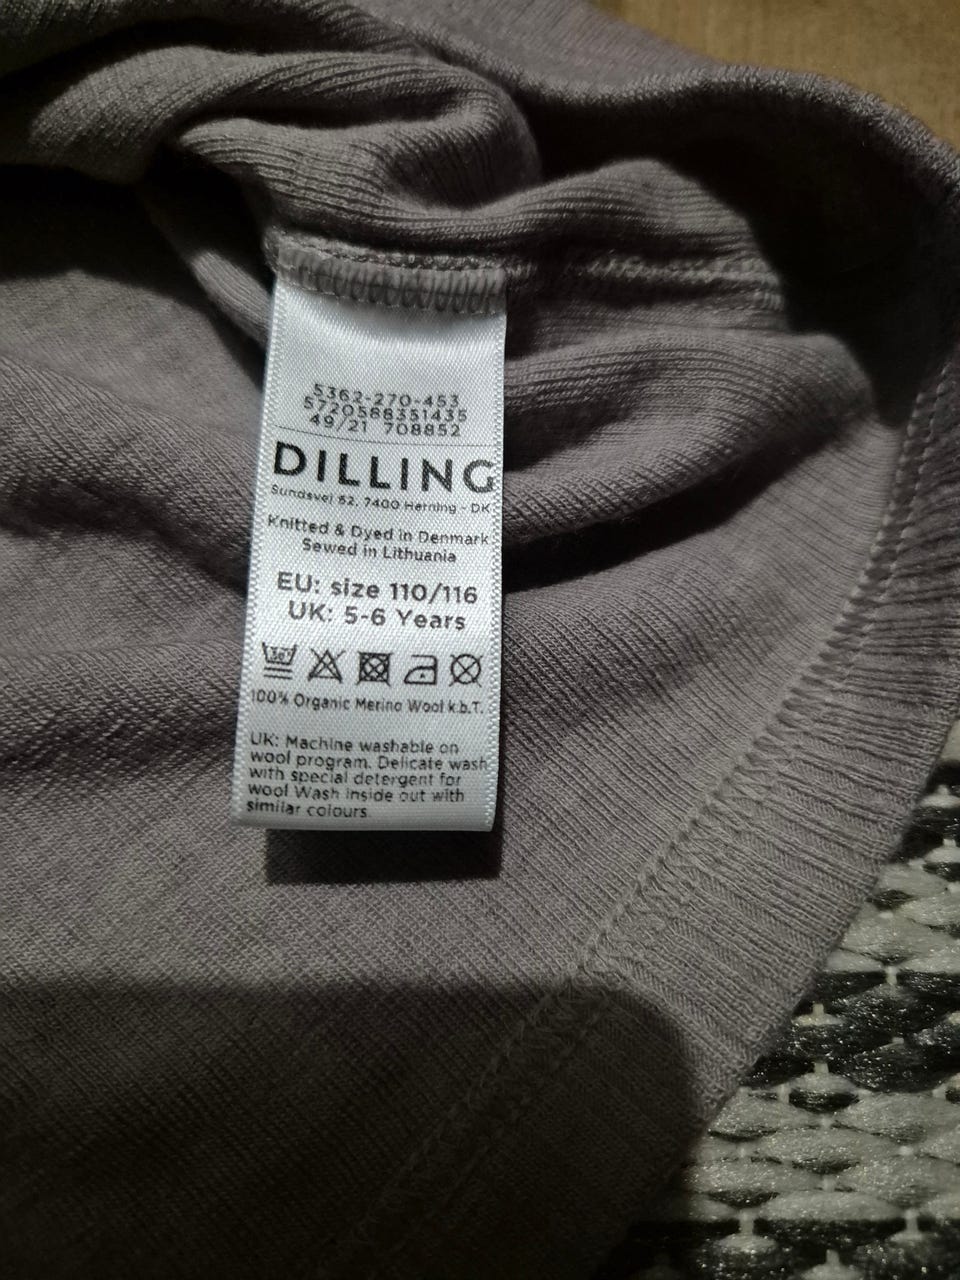 5362-270-453
5720588351435
49/21 708852
DILLING
Sundsvej 52, 7400 Herning - DK
Knitted & Dyed in Denmark
Sewed in Lithuania
EU: size 110/116
UK: 5-6 Years
30°
100% Organic Merino Wool k.b.T.
UK: Machine washable on
wool program. Delicate wash
with special detergent for
wool Wash inside out with
similar colours.